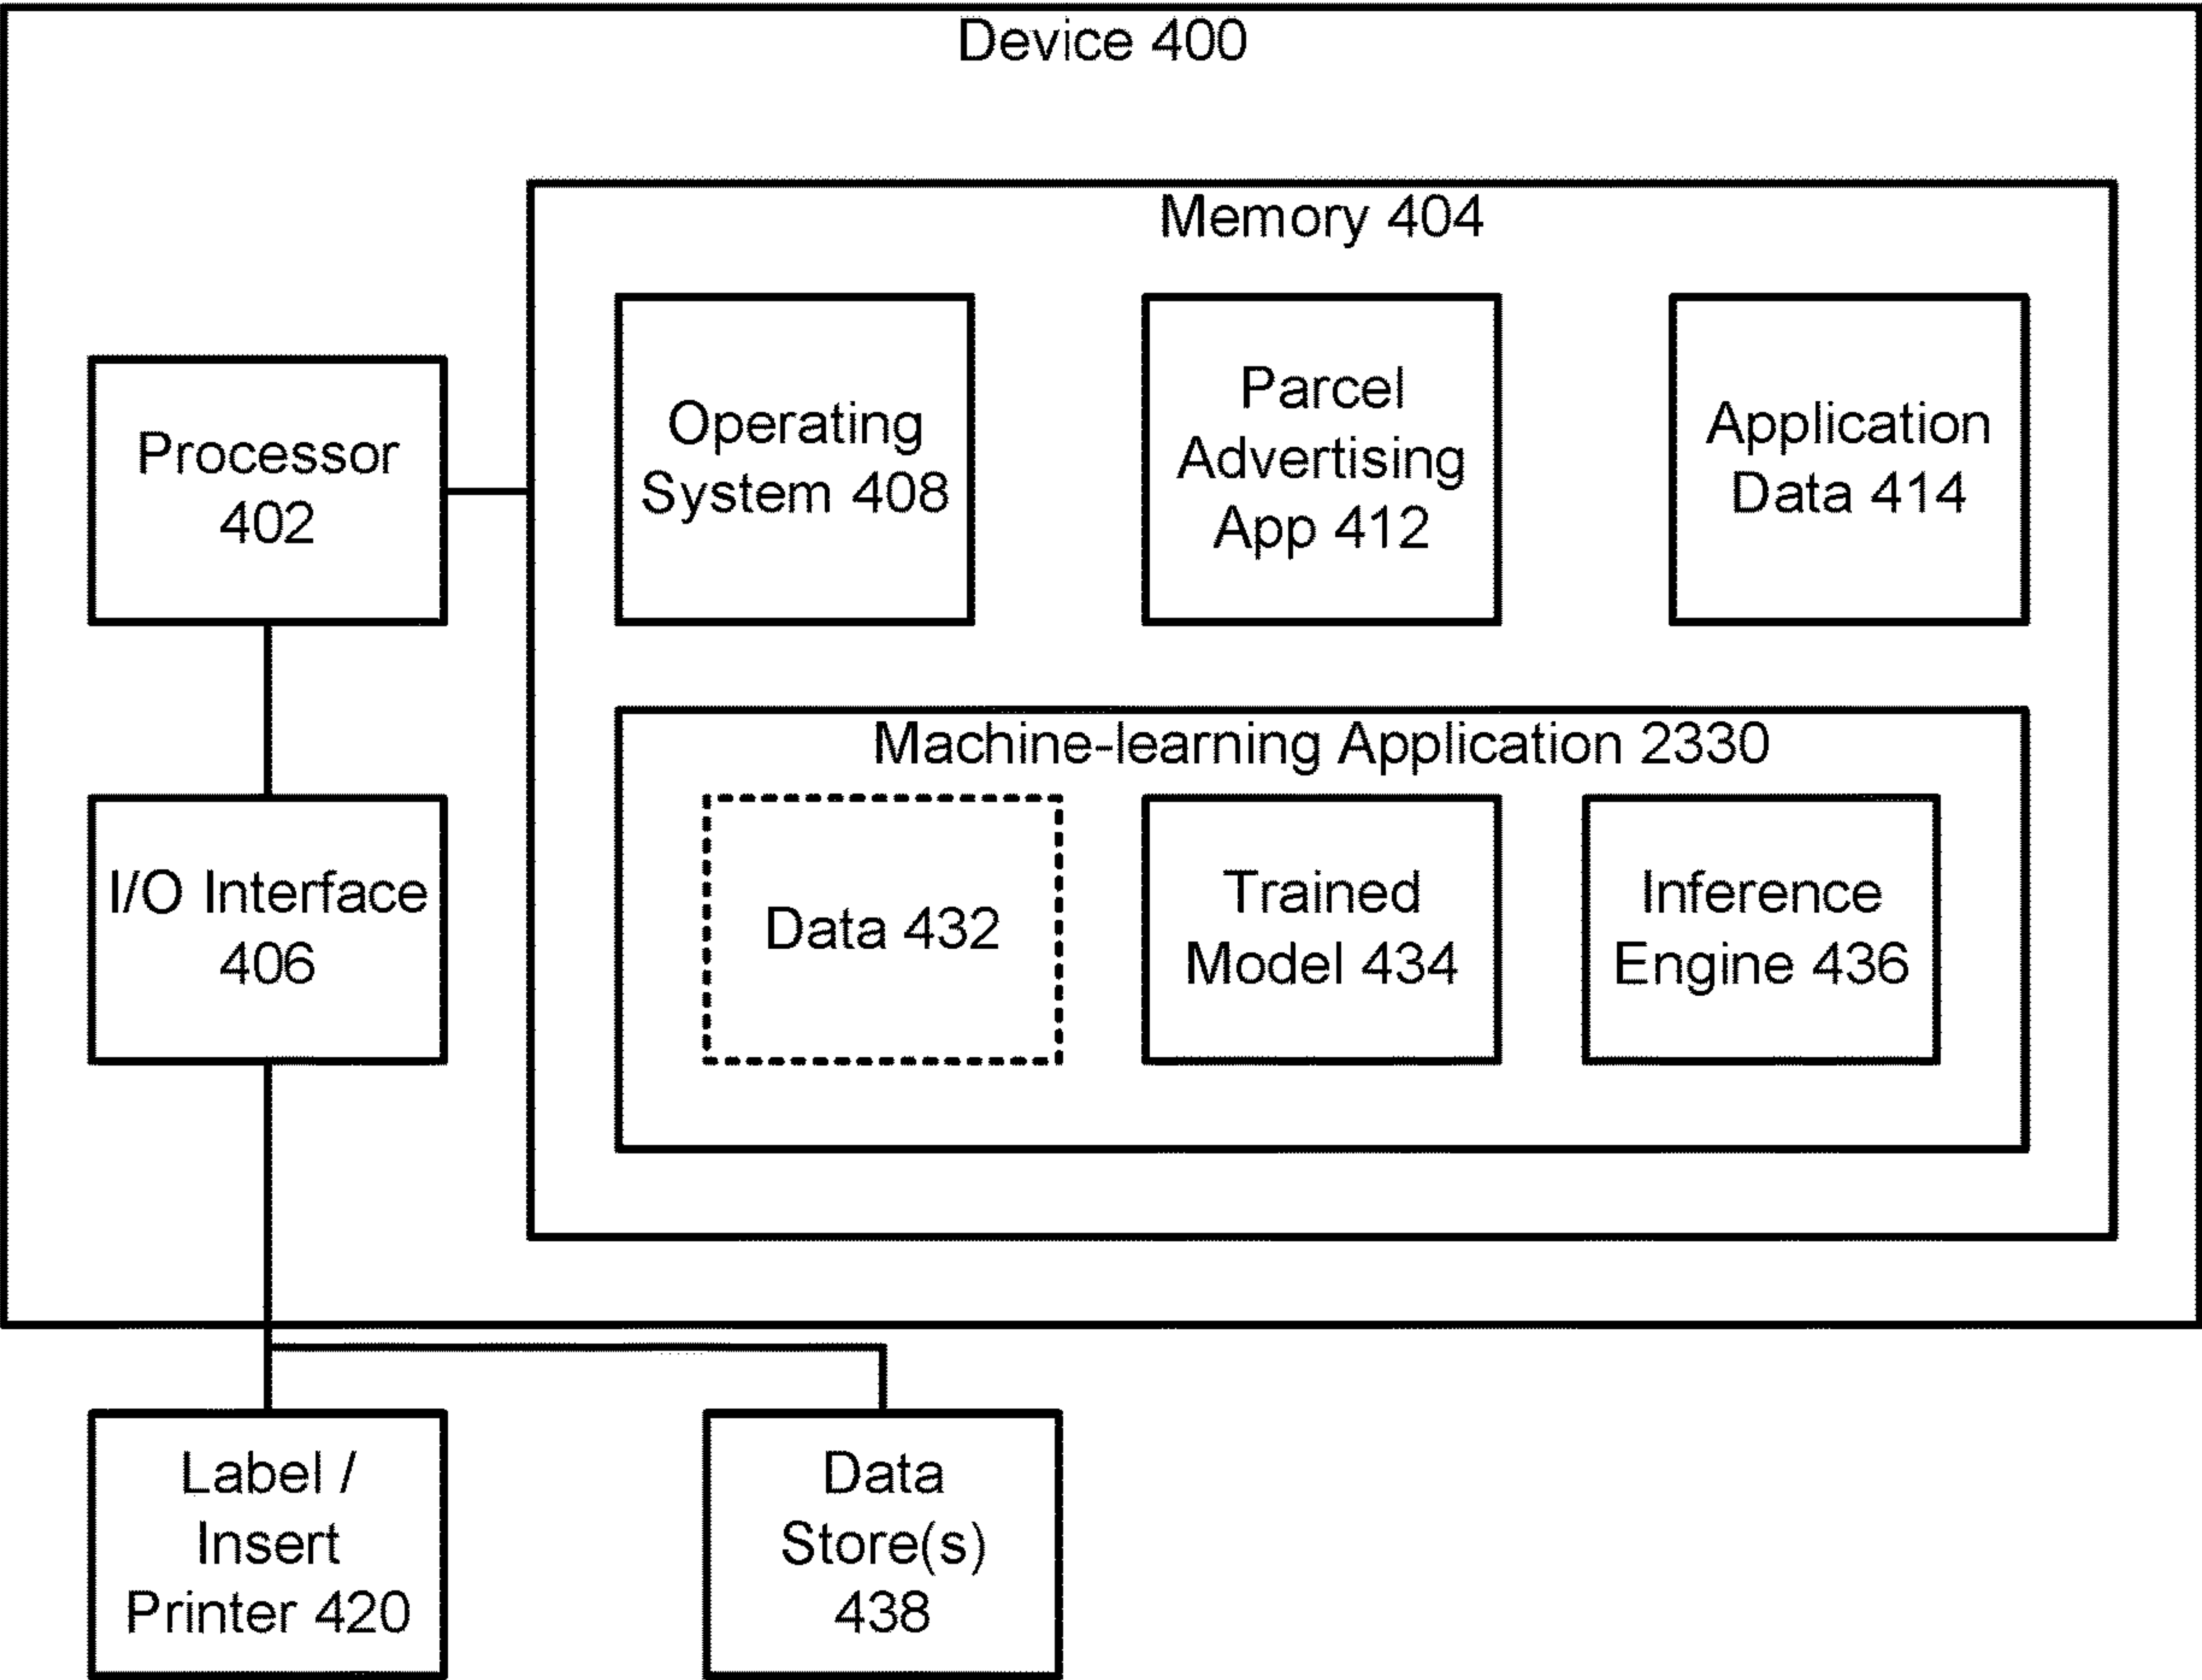 Device 400
Memory 404
Processor
402
Operating
System 408
Parcel
Advertising
App 412
Application
Data 414
Machine-learning Application 2330
I/O Interface
406
Data 432
Trained
Model 434
Inference
Engine 436
Label /
Insert
Printer 420
Data
Store(s)
438